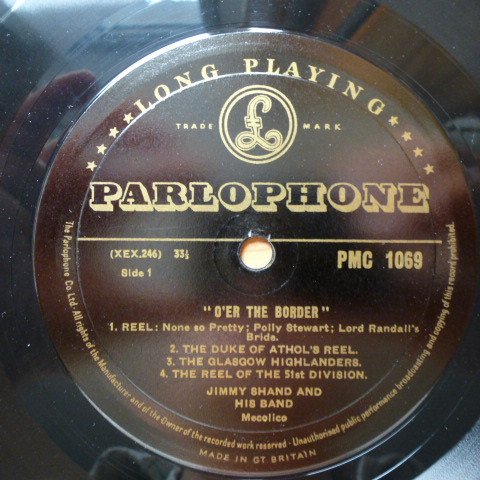 LONG PLAYING
TRADE MARK
£
PARLOPHONE
(XEX.246) 33⅓
Side 1
PMC 1069
"O'ER THE BORDER"
1. REEL: None so Pretty; Polly Stewart; Lord Randall's
Bride.
2. THE DUKE OF ATHOL'S REEL.
3. THE GLASGOW HIGHLANDERS.
4. THE REEL OF THE 51st DIVISION.
JIMMY SHAND AND
HIS BAND
Mecolico
The Parlophone Co. Ltd. All rights of the Manufacturer and of the Owner of the recorded work reserved · Unauthorised public performance broadcasting and copying of this record prohibited.
MADE IN GT. BRITAIN